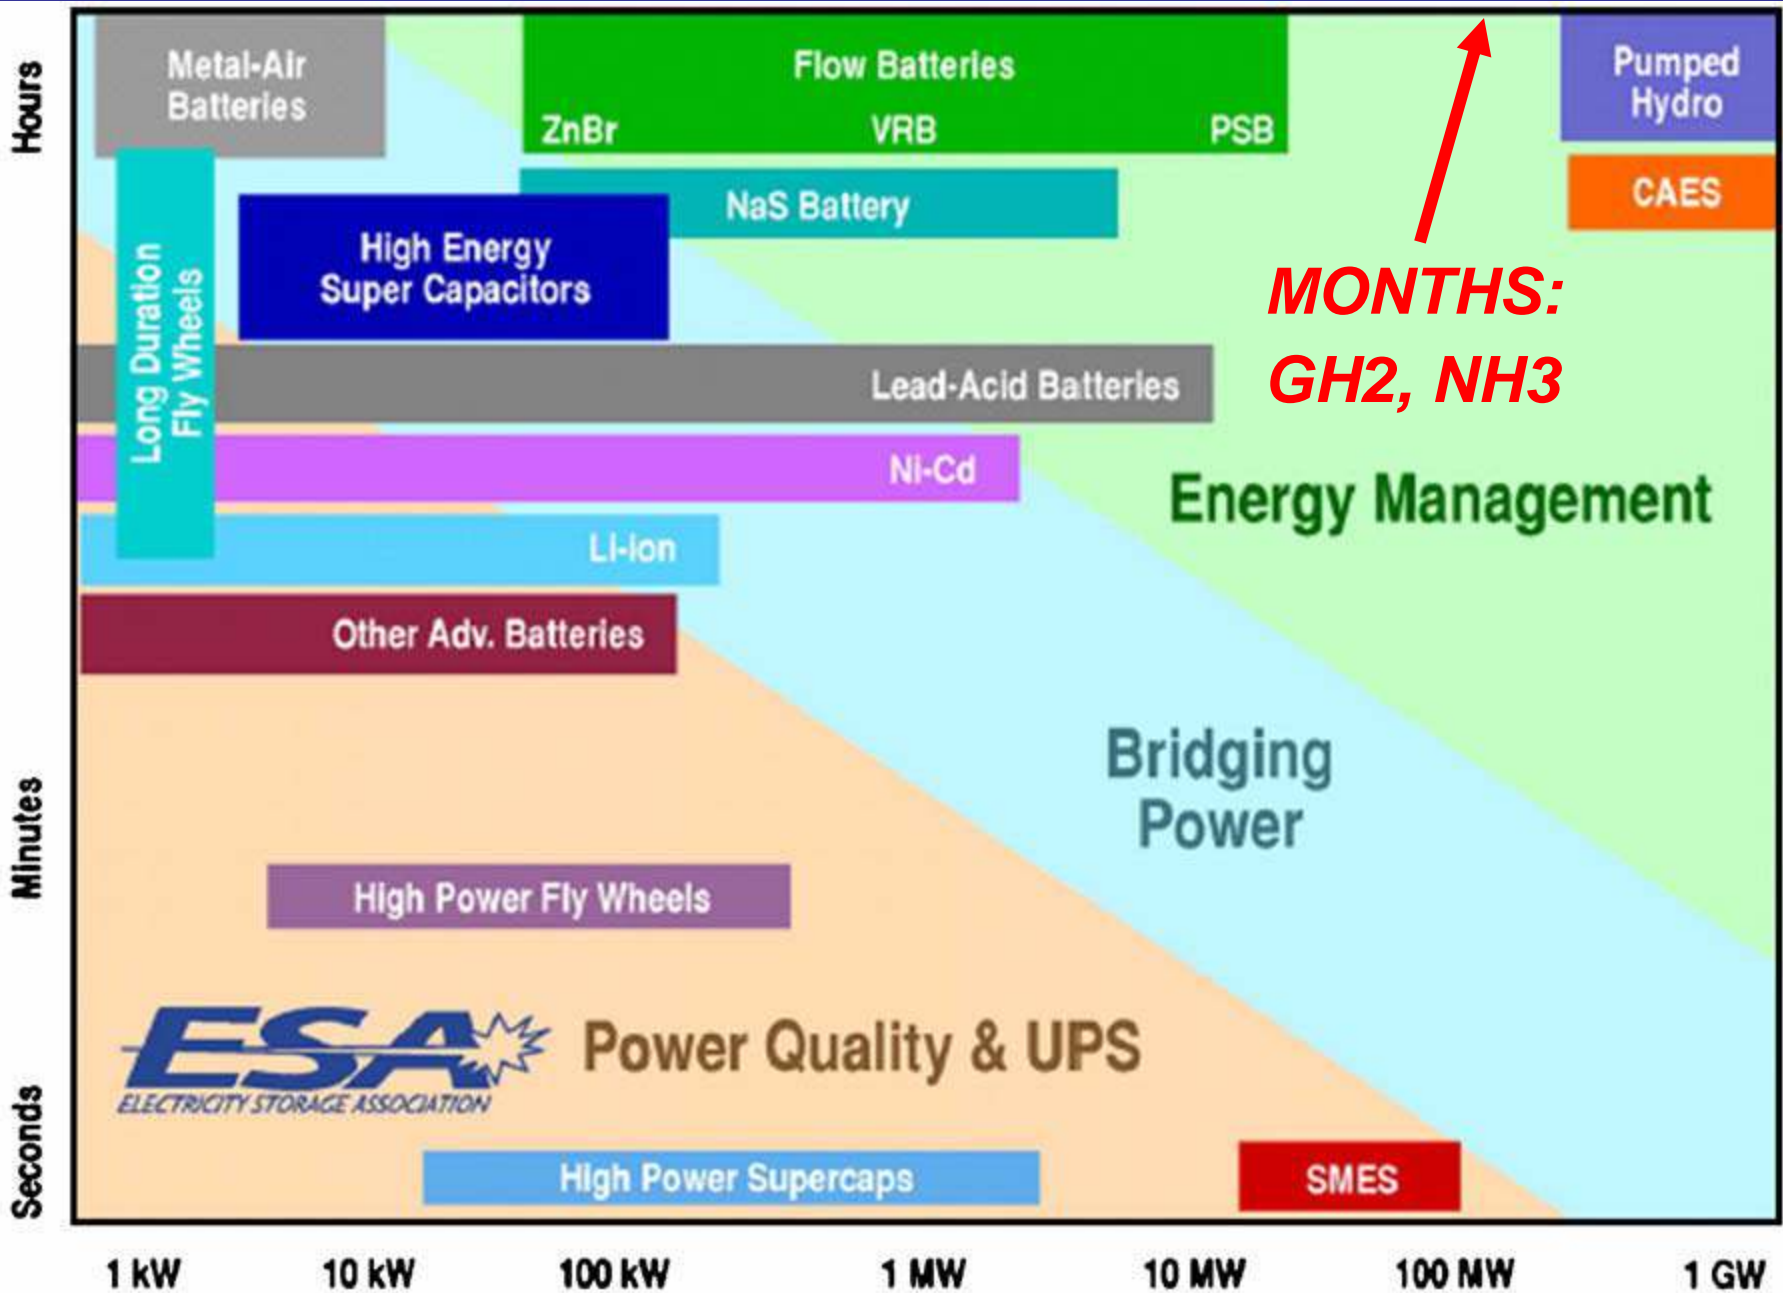 Hours
Minutes
Seconds
Metal-Air
Batteries
Flow Batteries
ZnBr VRB PSB
Pumped
Hydro
CAES
NaS Battery
High Energy
Super Capacitors
Long Duration
Fly Wheels
MONTHS:
GH2, NH3
Lead-Acid Batteries
Ni-Cd
Energy Management
Li-ion
Other Adv. Batteries
Bridging
Power
High Power Fly Wheels
ESA
ELECTRICITY STORAGE ASSOCIATION
Power Quality & UPS
High Power Supercaps
SMES
1 kW 10 kW 100 kW 1 MW 10 MW 100 MW 1 GW